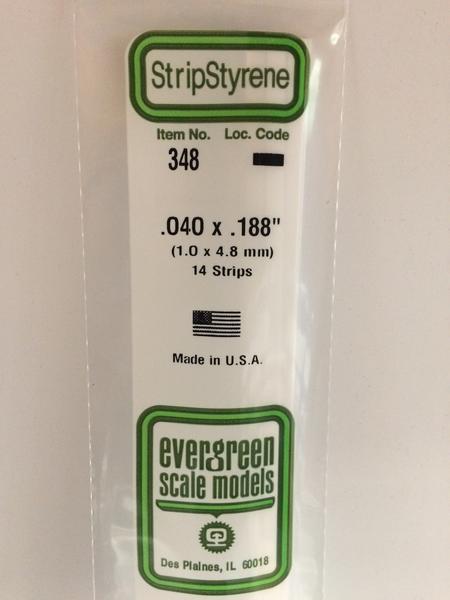 StripStyrene
Item No. Loc. Code
348
.040 x .188"
(1.0 x 4.8 mm)
14 Strips
Made in U.S.A.
evergreen
scale models
Des Plaines, IL 60018